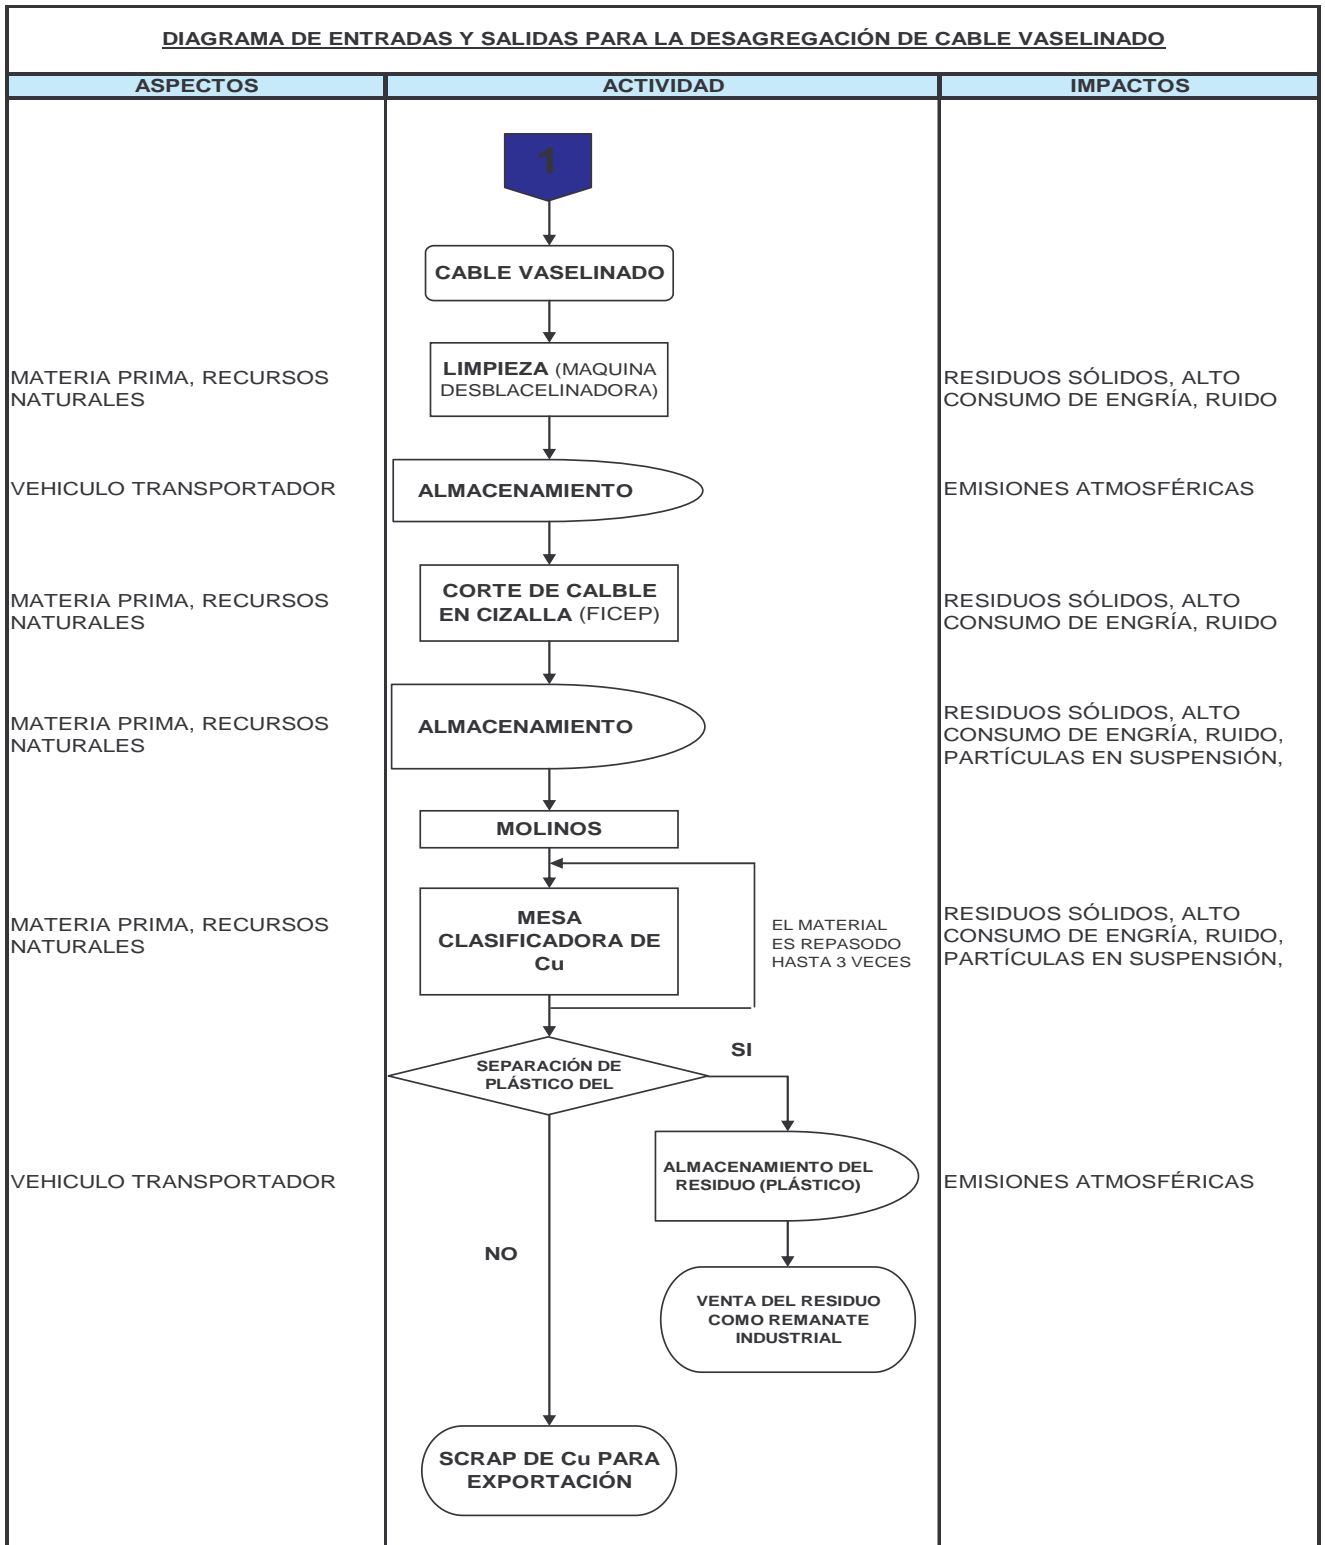 DIAGRAMA DE ENTRADAS Y SALIDAS PARA LA DESAGREGACIÓN DE CABLE VASELINADO
ASPECTOS
ACTIVIDAD
IMPACTOS
1
CABLE VASELINADO
MATERIA PRIMA, RECURSOS
NATURALES
LIMPIEZA (MAQUINA
DESBLACELINADORA)
RESIDUOS SÓLIDOS, ALTO
CONSUMO DE ENGRÍA, RUIDO
VEHICULO TRANSPORTADOR
ALMACENAMIENTO
EMISIONES ATMOSFÉRICAS
MATERIA PRIMA, RECURSOS
NATURALES
CORTE DE CALBLE
EN CIZALLA (FICEP)
RESIDUOS SÓLIDOS, ALTO
CONSUMO DE ENGRÍA, RUIDO
MATERIA PRIMA, RECURSOS
NATURALES
ALMACENAMIENTO
RESIDUOS SÓLIDOS, ALTO
CONSUMO DE ENGRÍA, RUIDO,
PARTÍCULAS EN SUSPENSIÓN,
MOLINOS
MATERIA PRIMA, RECURSOS
NATURALES
MESA
CLASIFICADORA DE
Cu
EL MATERIAL
ES REPASODO
HASTA 3 VECES
RESIDUOS SÓLIDOS, ALTO
CONSUMO DE ENGRÍA, RUIDO,
PARTÍCULAS EN SUSPENSIÓN,
SEPARACIÓN DE
PLÁSTICO DEL
SI
VEHICULO TRANSPORTADOR
ALMACENAMIENTO DEL
RESIDUO (PLÁSTICO)
EMISIONES ATMOSFÉRICAS
NO
VENTA DEL RESIDUO
COMO REMANATE
INDUSTRIAL
SCRAP DE Cu PARA
EXPORTACIÓN